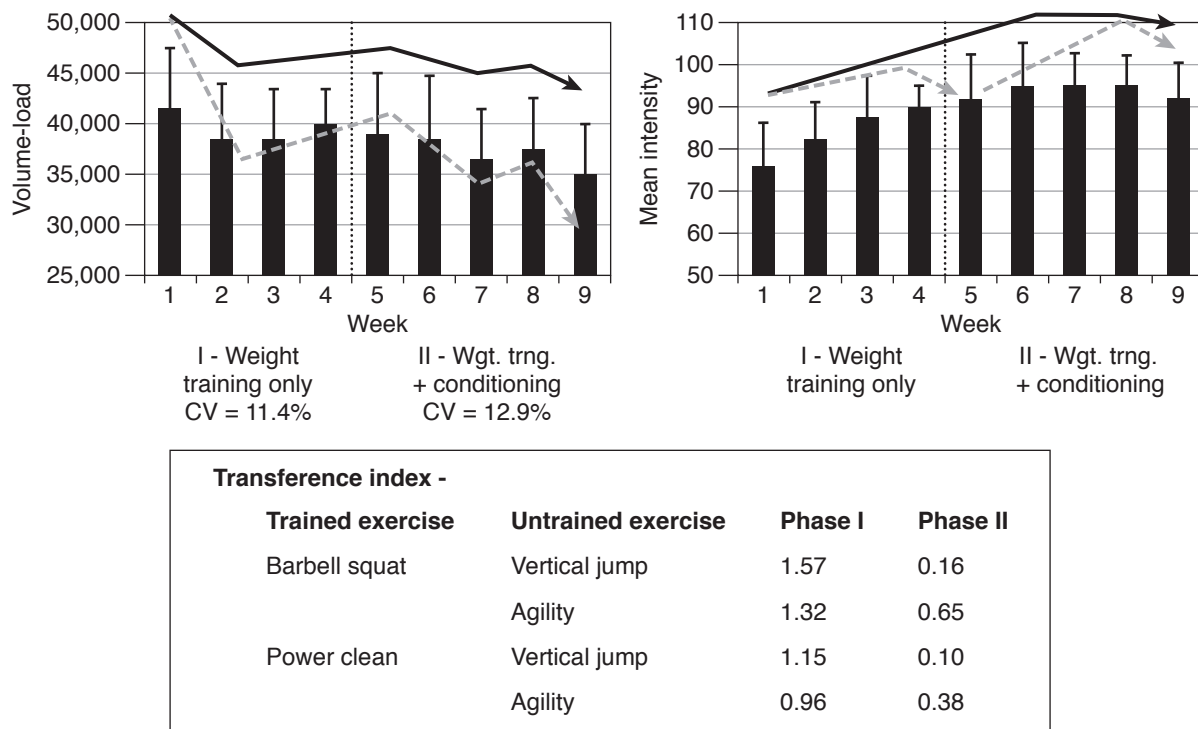 50,000
45,000
40,000
35,000
30,000
25,000
Volume-load
1 2 3 4 5 6 7 8 9
Week
I - Weight
training only
CV = 11.4%
II - Wgt. trng.
+ conditioning
CV = 12.9%
110
100
90
80
70
60
50
Mean intensity
1 2 3 4 5 6 7 8 9
Week
I - Weight
training only
II - Wgt. trng.
+ conditioning
Transference index -
Trained exercise Untrained exercise Phase I Phase II
Barbell squat Vertical jump 1.57 0.16
Agility 1.32 0.65
Power clean Vertical jump 1.15 0.10
Agility 0.96 0.38